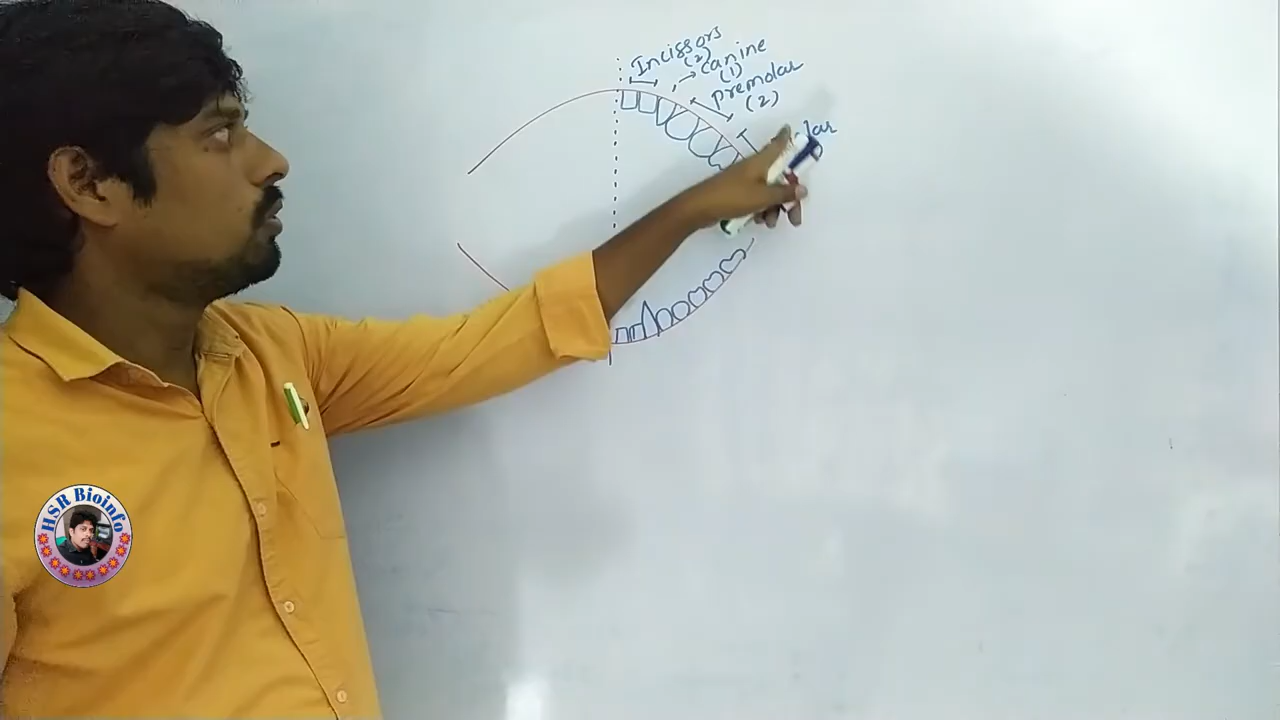 Incissors
(2)
canine
(1)
premolar
(2)
HSR Bioinfo